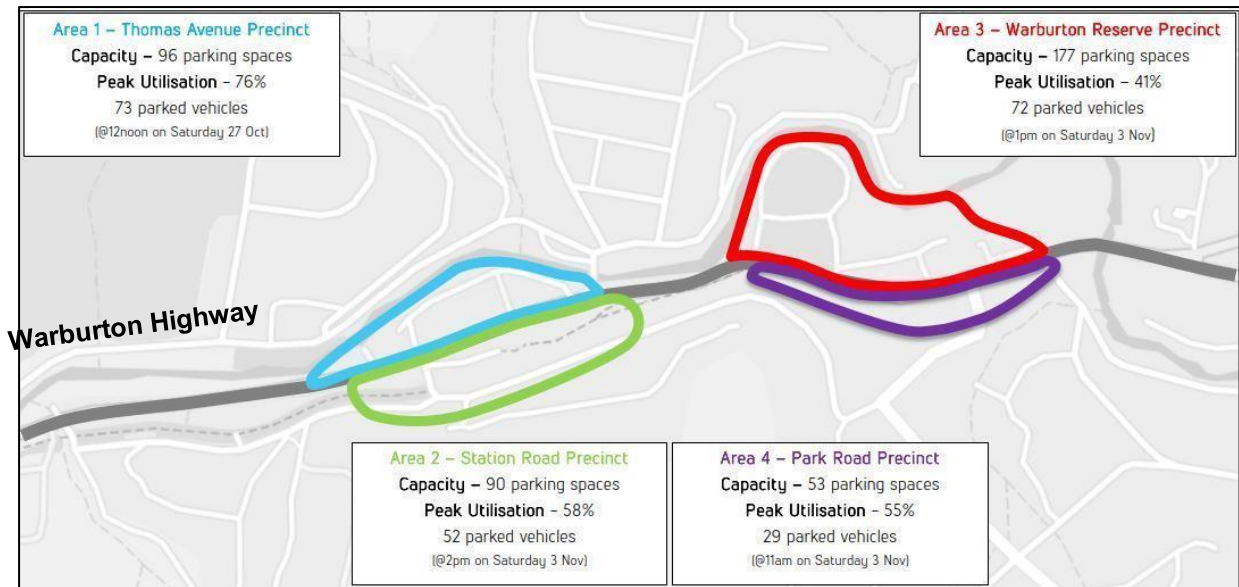 Area 1 – Thomas Avenue Precinct
Capacity – 96 parking spaces
Peak Utilisation - 76%
73 parked vehicles
(@12noon on Saturday 27 Oct)
Area 3 – Warburton Reserve Precinct
Capacity – 177 parking spaces
Peak Utilisation - 41%
72 parked vehicles
(@1pm on Saturday 3 Nov)
Warburton Highway
Area 2 – Station Road Precinct
Capacity – 90 parking spaces
Peak Utilisation - 58%
52 parked vehicles
(@2pm on Saturday 3 Nov)
Area 4 – Park Road Precinct
Capacity – 53 parking spaces
Peak Utilisation - 55%
29 parked vehicles
(@11am on Saturday 3 Nov)